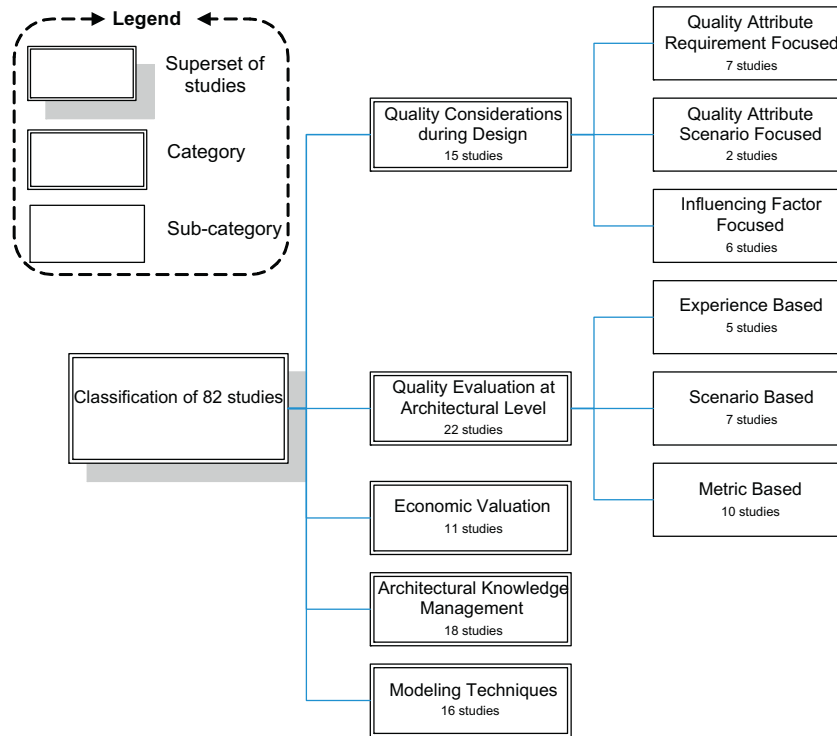 Legend
Superset of
studies
Category
Sub-category
Classification of 82 studies
Quality Considerations
during Design
15 studies
Quality Attribute
Requirement Focused
7 studies
Quality Attribute
Scenario Focused
2 studies
Influencing Factor
Focused
6 studies
Quality Evaluation at
Architectural Level
22 studies
Experience Based
5 studies
Scenario Based
7 studies
Metric Based
10 studies
Economic Valuation
11 studies
Architectural Knowledge
Management
18 studies
Modeling Techniques
16 studies